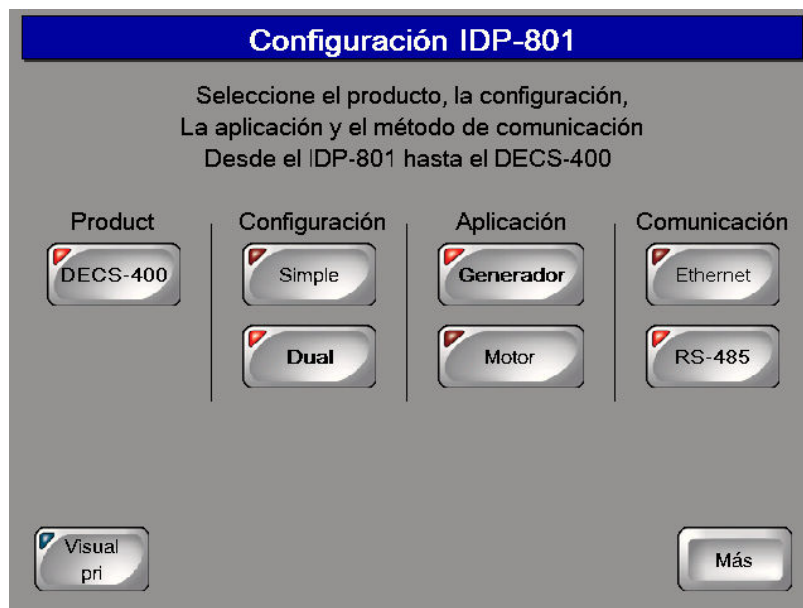 Configuración IDP-801
Seleccione el producto, la configuración,
La aplicación y el método de comunicación
Desde el IDP-801 hasta el DECS-400
Product
Configuración
Aplicación
Comunicación
DECS-400
Simple
Generador
Ethernet
Dual
Motor
RS-485
Visual
pri
Más